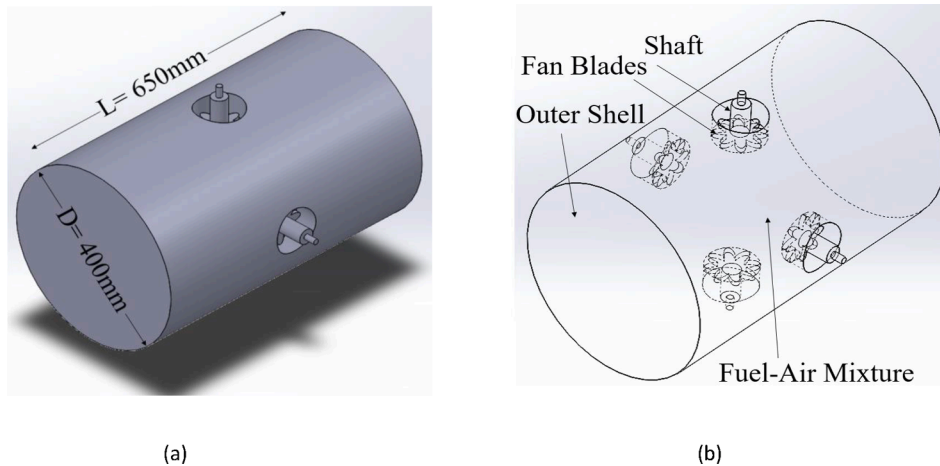 L= 650mm
D= 400mm
Shaft
Fan Blades
Outer Shell
Fuel-Air Mixture
(a)
(b)